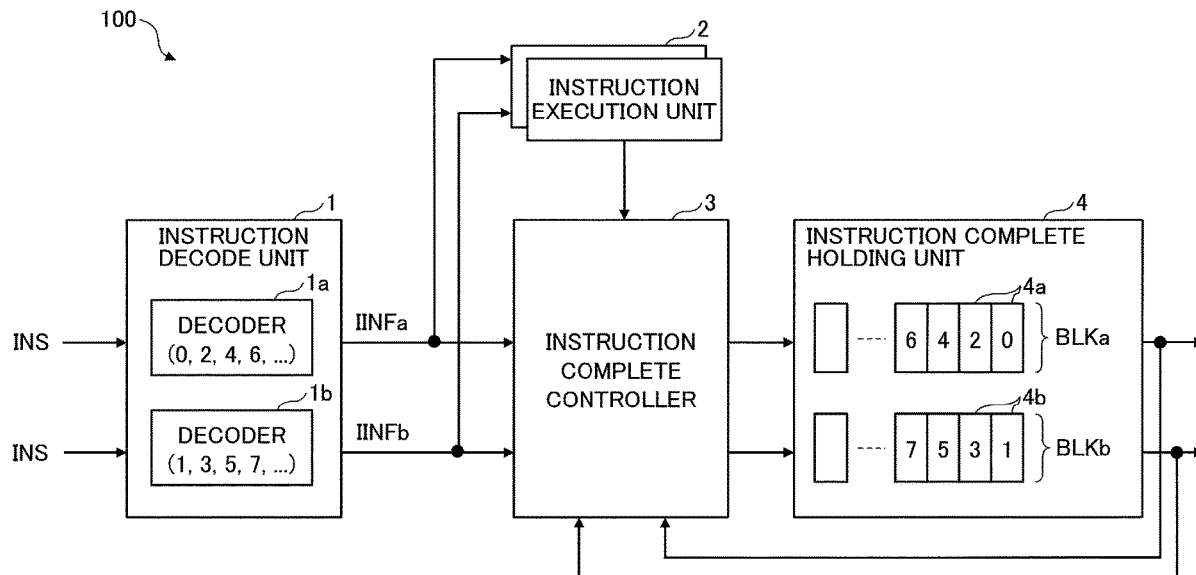 100
2
INSTRUCTION
EXECUTION UNIT
1
INSTRUCTION
DECODE UNIT
1a
DECODER
(0, 2, 4, 6, ...)
1b
DECODER
(1, 3, 5, 7, ...)
INS
INS
IINFa
IINFb
3
INSTRUCTION
COMPLETE
CONTROLLER
4
INSTRUCTION COMPLETE
HOLDING UNIT
4a
6 4 2 0
BLKa
4b
7 5 3 1
BLKb